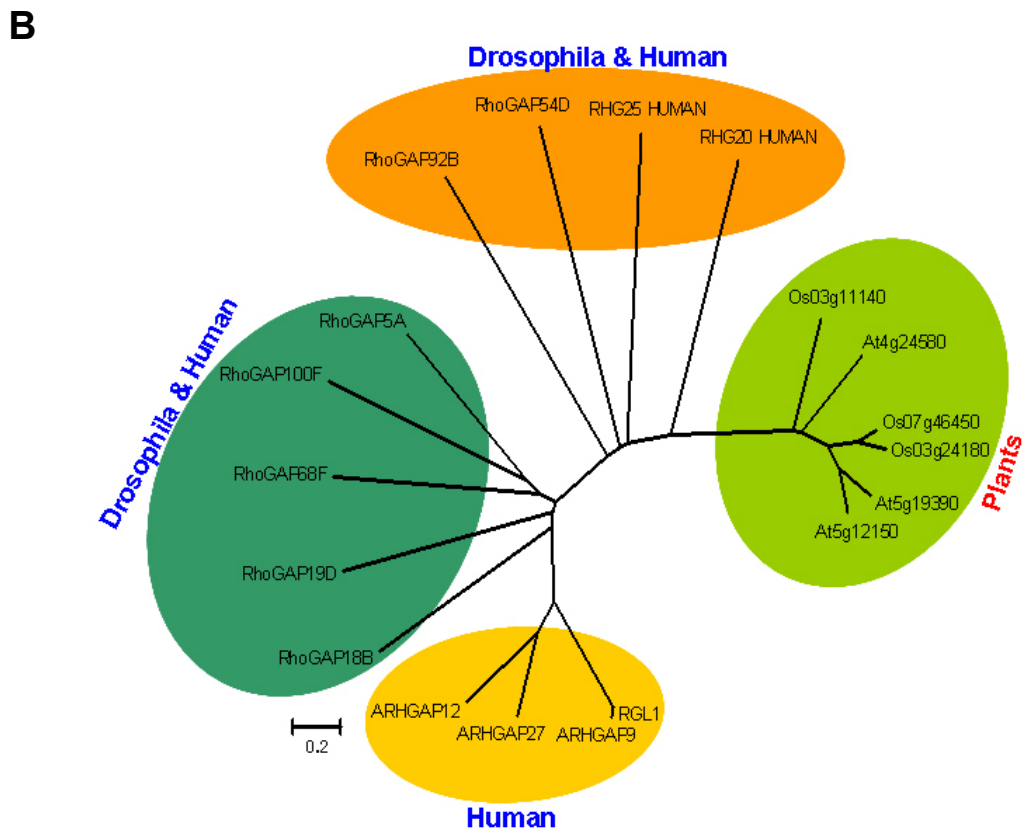 B
Drosophila & Human
RhoGAP54D
RHG25 HUMAN
RHG20 HUMAN
RhoGAP92B
Os03g11140
At4g24580
Os07g46450
Os03g24180
At5g19390
At5g12150
Plants
Drosophila & Human
RhoGAP5A
RhoGAP100F
RhoGAP68F
RhoGAP19D
RhoGAP18B
ARHGAP12
ARHGAP27
ARHGAP9
RGL1
0.2
Human